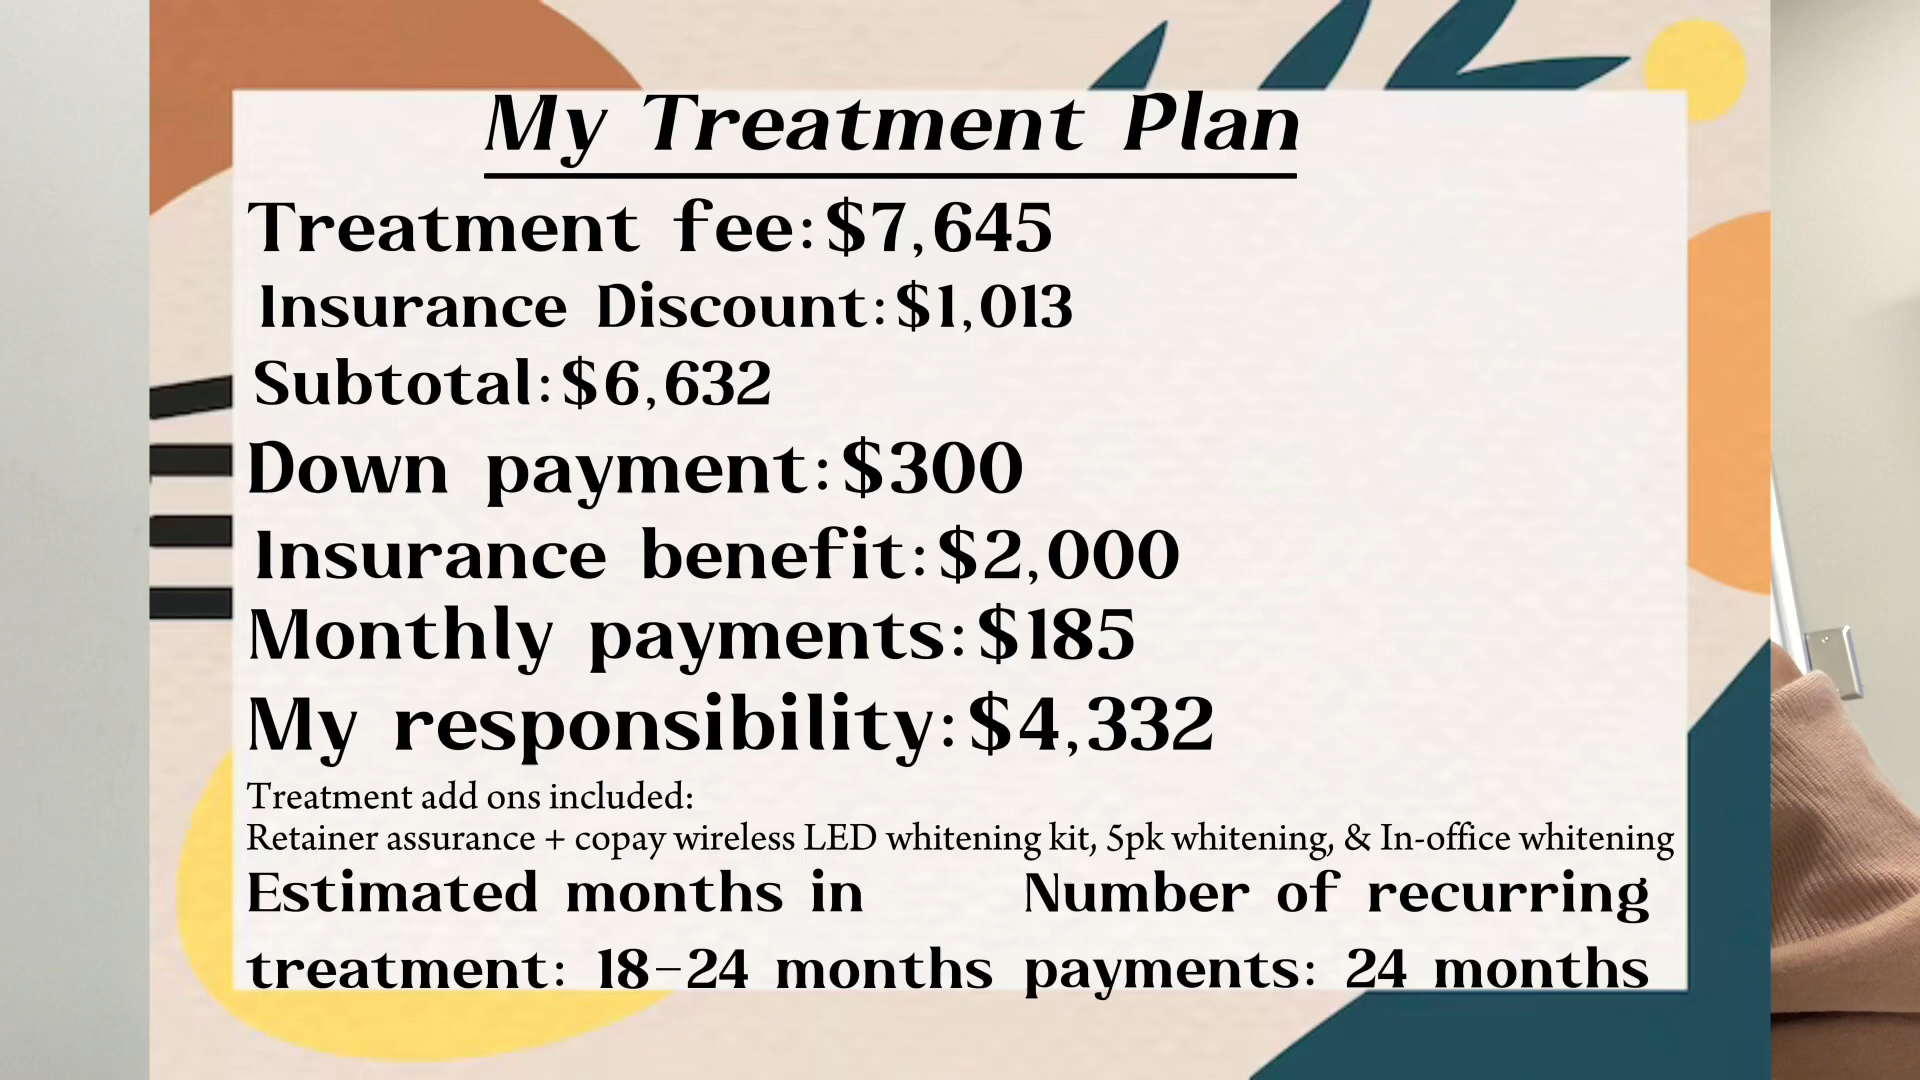 My Treatment Plan
Treatment fee:$7,645
Insurance Discount:$1,013
Subtotal:$6,632
Down payment:$300
Insurance benefit:$2,000
Monthly payments:$185
My responsibility:$4,332
Treatment add ons included:
Retainer assurance + copay wireless LED whitening kit, 5pk whitening, & In-office whitening
Estimated months in
treatment: 18-24 months
Number of recurring
payments: 24 months